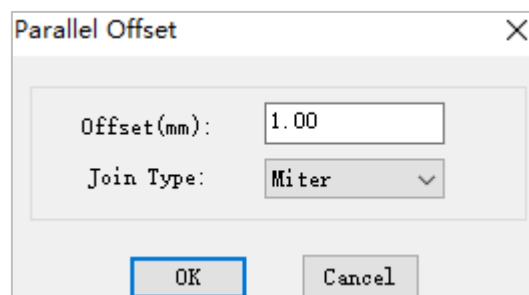 Parallel Offset
Offset(mm): 1.00
Join Type: Miter
OK Cancel